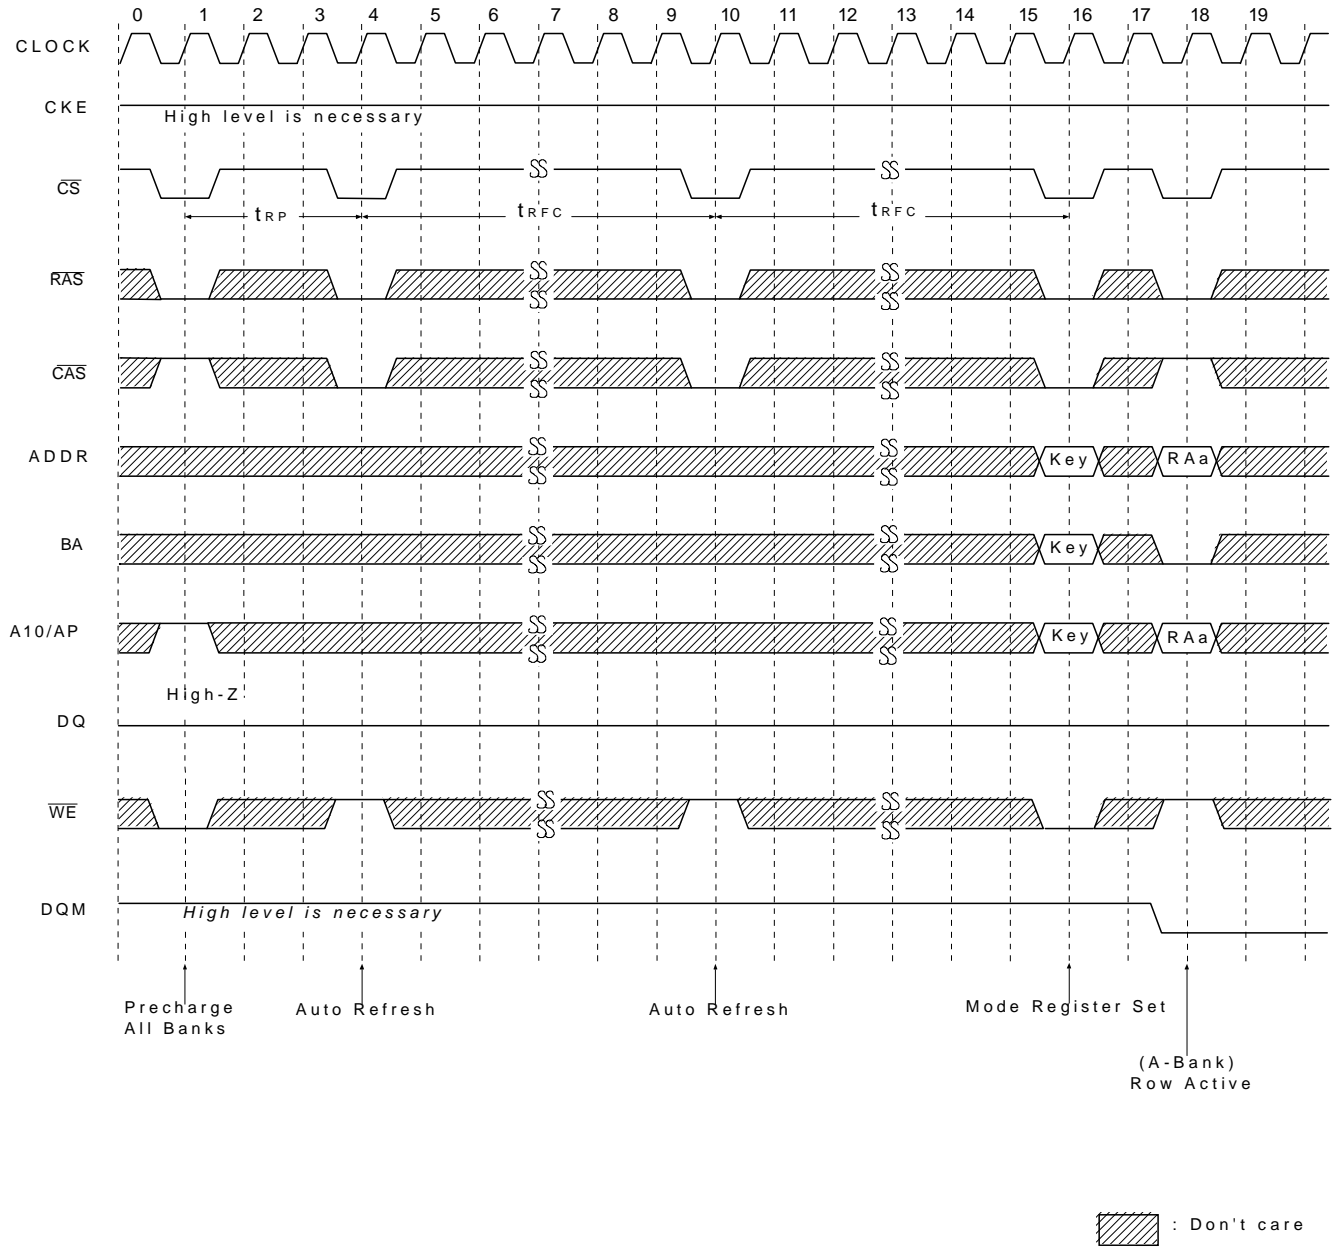 0 1 2 3 4 5 6 7 8 9 10 11 12 13 14 15 16 17 18 19
CLOCK
CKE
High level is necessary
CS
tRP tRFC tRFC
RAS
CAS
ADDR Key RAa
BA Key
A10/AP Key RAa
High-Z
DQ
WE
DQM High level is necessary
Precharge
All Banks
Auto Refresh
Auto Refresh
Mode Register Set
(A-Bank)
Row Active
: Don't care